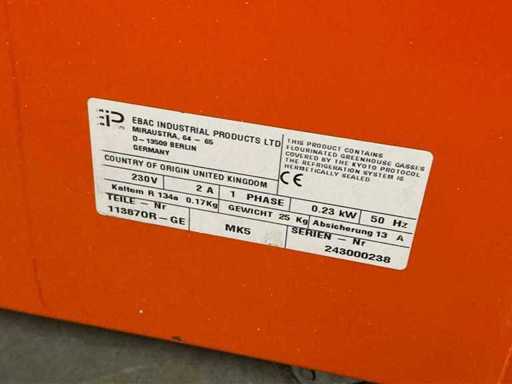 EIP
EBAC INDUSTRIAL PRODUCTS LTD
MIRAUSTRA, 64 - 65
D-13509 BERLIN
GERMANY
THIS PRODUCT CONTAINS
FLOURINATED GREENHOUSE GASSES
COVERED BY THE KYOTO PROTOCOL
THE REFRIGERATION SYSTEM IS
HERMETICALLY SEALED
COUNTRY OF ORIGIN UNITED KINGDOM
CE
230V 2 A 1 PHASE 0.23 kW 50 Hz
Kaltem R 134a 0.17Kg GEWICHT 25 Kg Absicherung 13 A
TEILE - Nr MK5 SERIEN - Nr
11387OR-GE 243000238